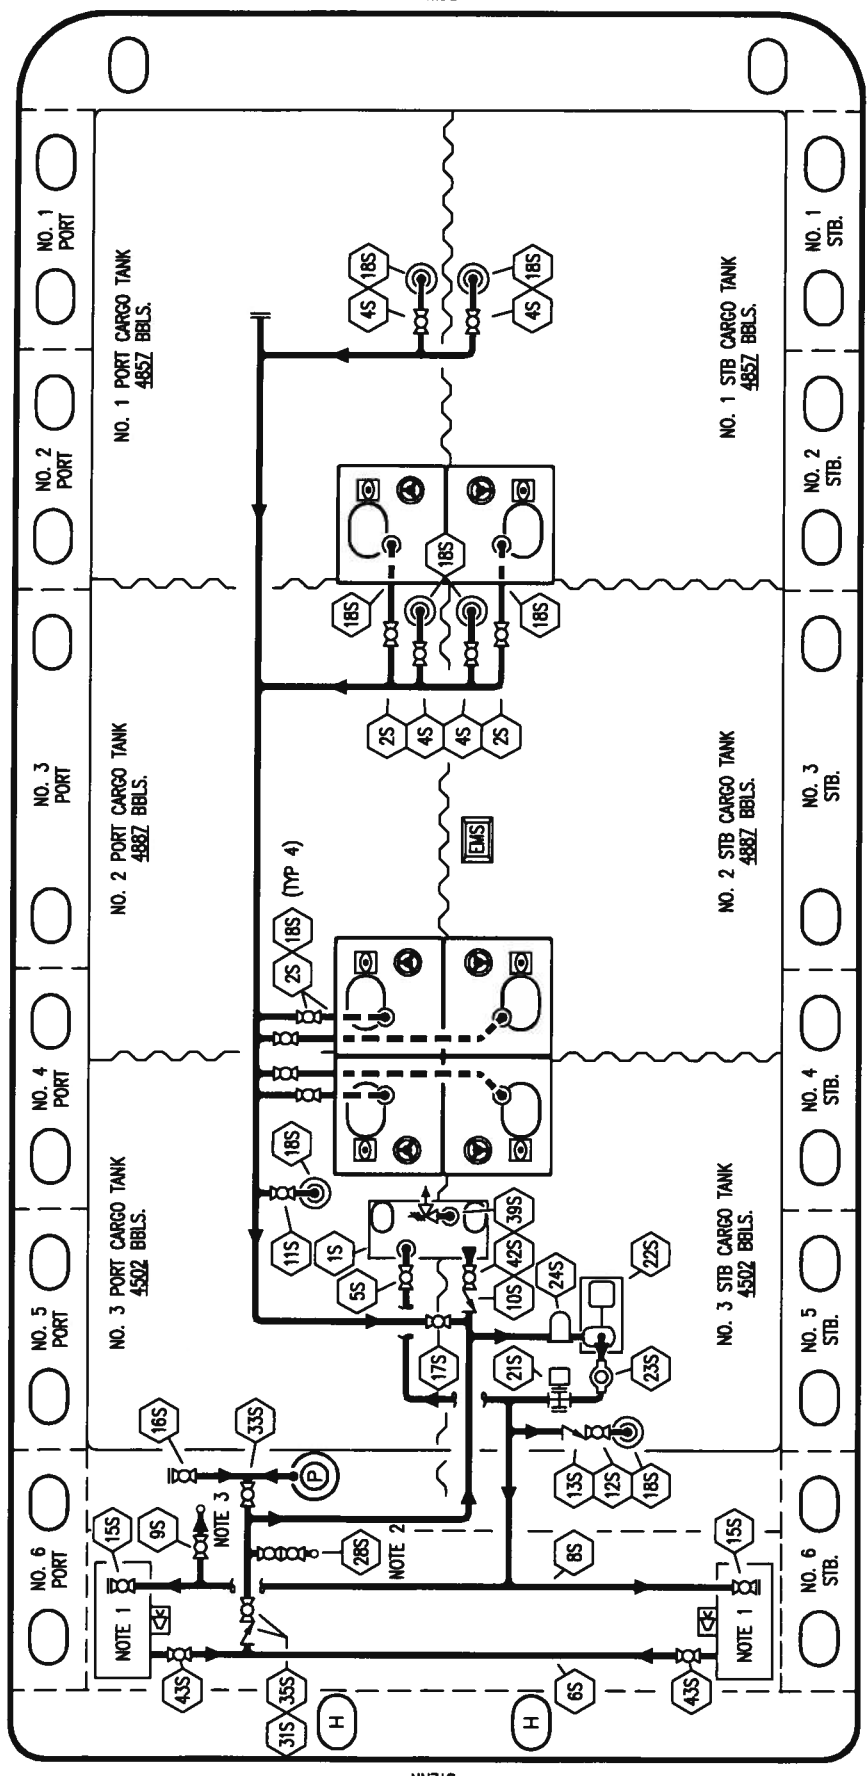 NO. 1
PORT
NO. 1 PORT CARGO TANK
4857 BBLS.
18S
4S
18S
4S
NO. 1 STB CARGO TANK
4857 BBLS.
NO. 1
STB.
NO. 2
PORT
18S
18S
18S
NO. 2
STB.
2S
4S
4S
2S
NO. 3
PORT
NO. 2 PORT CARGO TANK
4887 BBLS.
EMS
NO. 2 STB CARGO TANK
4887 BBLS.
NO. 3
STB.
2S
18S
(TYP 4)
NO. 4
PORT
NO. 4
STB.
NO. 3 PORT CARGO TANK
4502 BBLS.
18S
11S
1S
5S
39S
42S
10S
24S
22S
NO. 3 STB CARGO TANK
4502 BBLS.
NO. 5
PORT
NO. 5
STB.
17S
21S
23S
16S
33S
P
13S
12S
18S
NO. 6
PORT
15S
9S
NOTE 3
28S
NOTE 2
8S
15S
NO. 6
STB.
NOTE 1
NOTE 1
43S
35S
31S
6S
43S
H
H